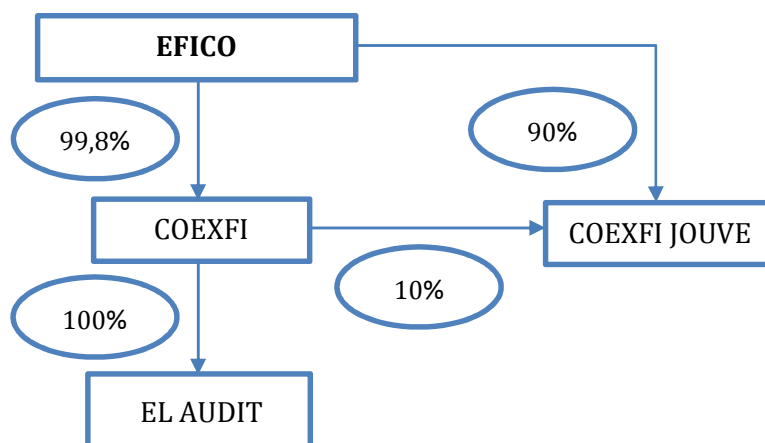 EFICO
99,8%
90%
COEXFI
COEXFI JOUVE
10%
100%
EL AUDIT